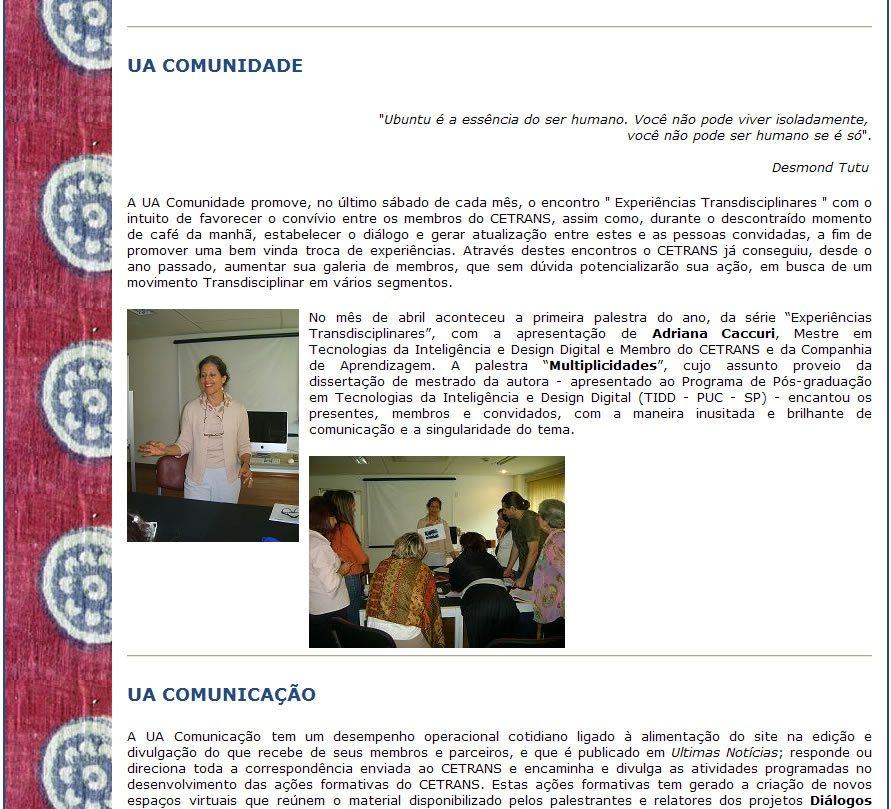 UA COMUNIDADE
"Ubuntu é a essência do ser humano. Você não pode viver isoladamente,
você não pode ser humano se é só".
Desmond Tutu
A UA Comunidade promove, no último sábado de cada mês, o encontro " Experiências Transdisciplinares " com o
intuito de favorecer o convívio entre os membros do CETRANS, assim como, durante o descontraído momento
de café da manhã, estabelecer o diálogo e gerar atualização entre estes e as pessoas convidadas, a fim de
promover uma bem vinda troca de experiências. Através destes encontros o CETRANS já conseguiu, desde o
ano passado, aumentar sua galeria de membros, que sem dúvida potencializarão sua ação, em busca de um
movimento Transdisciplinar em vários segmentos.
No mês de abril aconteceu a primeira palestra do ano, da série “Experiências
Transdisciplinares”, com a apresentação de Adriana Caccuri, Mestre em
Tecnologias da Inteligência e Design Digital e Membro do CETRANS e da Companhia
de Aprendizagem. A palestra “Multiplicidades”, cujo assunto proveio da
dissertação de mestrado da autora - apresentado ao Programa de Pós-graduação
em Tecnologias da Inteligência e Design Digital (TIDD - PUC - SP) - encantou os
presentes, membros e convidados, com a maneira inusitada e brilhante de
comunicação e a singularidade do tema.
UA COMUNICAÇÃO
A UA Comunicação tem um desempenho operacional cotidiano ligado à alimentação do site na edição e
divulgação do que recebe de seus membros e parceiros, e que é publicado em Ultimas Notícias; responde ou
direciona toda a correspondência enviada ao CETRANS e encaminha e divulga as atividades programadas no
desenvolvimento das ações formativas do CETRANS. Estas ações formativas tem gerado a criação de novos
espaços virtuais que reúnem o material disponibilizado pelos palestrantes e relatores dos projetos Diálogos